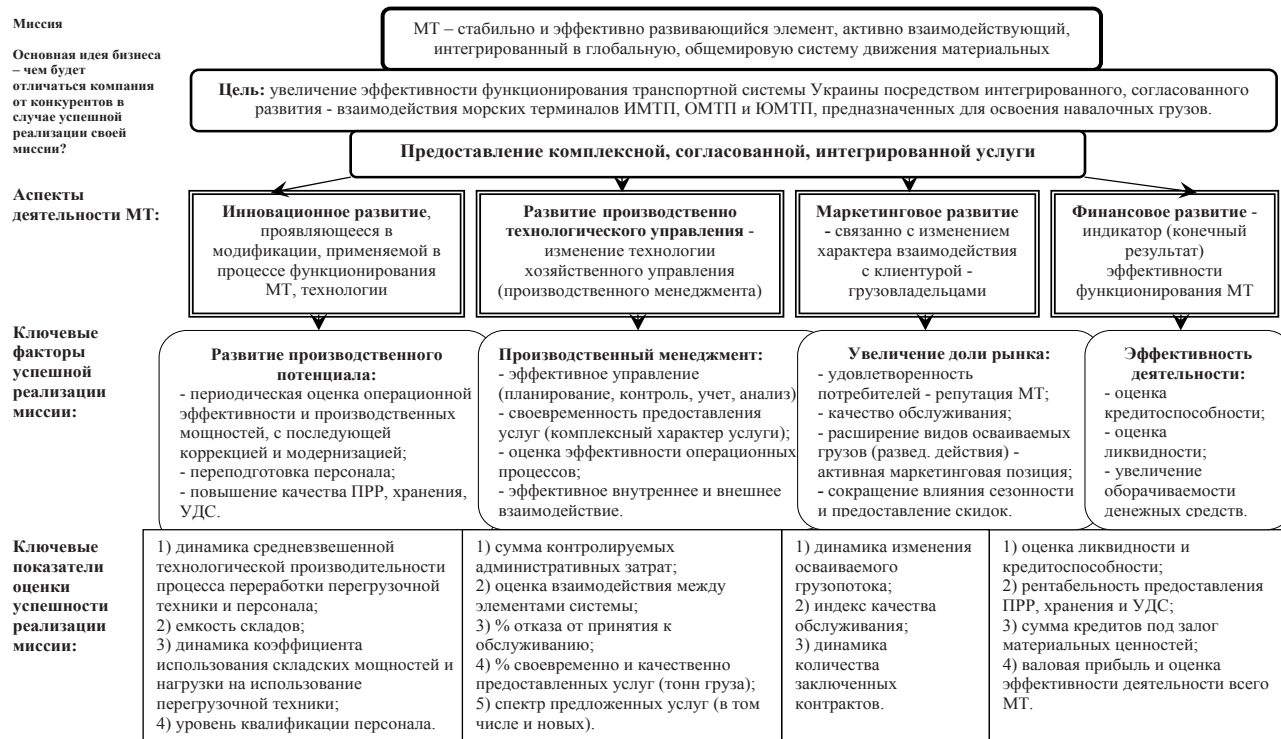 Миссия
Основная идея бизнеса
– чем будет
отличаться компания
от конкурентов в
случае успешной
реализации своей
миссии?
МТ – стабильно и эффективно развивающийся элемент, активно взаимодействующий,
интегрированный в глобальную, общемировую систему движения материальных
Цель: увеличение эффективности функционирования транспортной системы Украины посредством интегрированного, согласованного
развития - взаимодействия морских терминалов ИМТП, ОМТП и ЮМТП, предназначенных для освоения навалочных грузов.
Предоставление комплексной, согласованной, интегрированной услуги
Аспекты
деятельности МТ:
Инновационное развитие,
проявляющееся в
модификации, применяемой в
процессе функционирования
МТ, технологии
Развитие производственно
технологического управления -
изменение технологии
хозяйственного управления
(производственного менеджмента)
Маркетинговое развитие
- связанно с изменением
характера взаимодействия
с клиентурой -
грузовладельцами
Финансовое развитие -
индикатор (конечный
результат)
эффективности
функционирования МТ
Ключевые
факторы
успешной
реализации
миссии:
Развитие производственного
потенциала:
- периодическая оценка операционной
эффективности и производственных
мощностей, с последующей
коррекцией и модернизацией;
- переподготовка персонала;
- повышение качества ПРР, хранения,
УДС.
Производственный менеджмент:
- эффективное управление
(планирование, контроль, учет, анализ)
- своевременность предоставления
услуг (комплексный характер услуги);
- оценка эффективности операционных
процессов;
- эффективное внутреннее и внешнее
взаимодействие.
Увеличение доли рынка:
- удовлетворенность
потребителей - репутация МТ;
- качество обслуживания;
- расширение видов осваиваемых
грузов (развед. действия) -
активная маркетинговая позиция;
- сокращение влияния сезонности
и предоставление скидок.
Эффективность
деятельности:
- оценка
кредитоспособности;
- оценка
ликвидности;
- увеличение
оборачиваемости
денежных средств.
Ключевые
показатели
оценки
успешности
реализации
миссии:
1) динамика средневзвешенной
технологической производительности
процесса переработки перегрузочной
техники и персонала;
2) емкость складов;
3) динамика коэффициента
использования складских мощностей и
нагрузки на использование
перегрузочной техники;
4) уровень квалификации персонала.
1) сумма контролируемых
административных затрат;
2) оценка взаимодействия между
элементами системы;
3) % отказа от принятия к
обслуживанию;
4) % своевременно и качественно
предоставленных услуг (тонн груза);
5) спектр предложенных услуг (в том
числе и новых).
1) динамика изменения
осваиваемого
грузопотока;
2) индекс качества
обслуживания;
3) динамика
количества
заключенных
контрактов.
1) оценка ликвидности и
кредитоспособности;
2) рентабельность предоставления
ПРР, хранения и УДС;
3) сумма кредитов под залог
материальных ценностей;
4) валовая прибыль и оценка
эффективности деятельности всего
МТ.